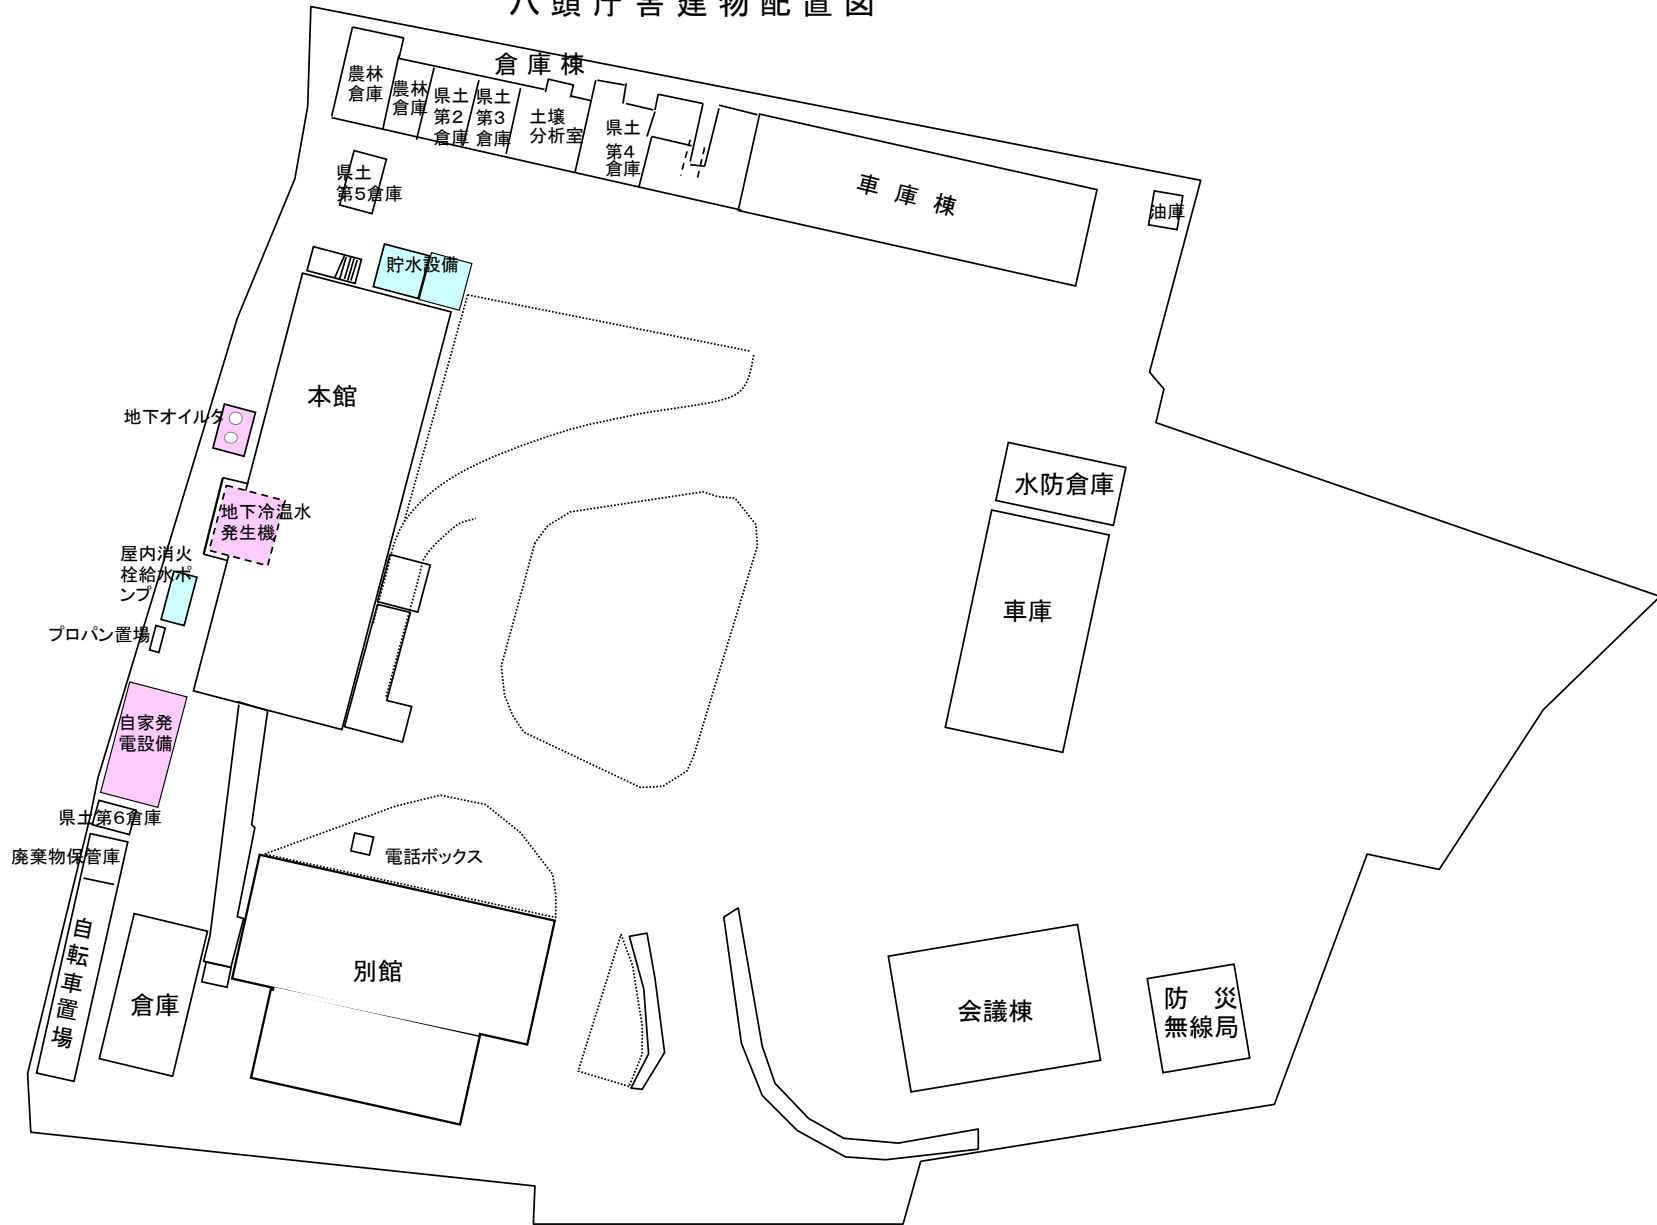 八頭庁舎建物配置図
倉庫棟
農林
倉庫
農林
倉庫
県土
第2
倉庫
県土
第3
倉庫
土壌
分析室
県土
第4
倉庫
車庫棟
油庫
県土
第5倉庫
貯水設備
本館
地下オイルタ
地下冷温水
発生機
屋内消火
栓給水ポ
ンプ
プロパン置場
自家発
電設備
県土第6倉庫
廃棄物保管庫
自転車置場
倉庫
電話ボックス
別館
水防倉庫
車庫
会議棟
防 災
無線局